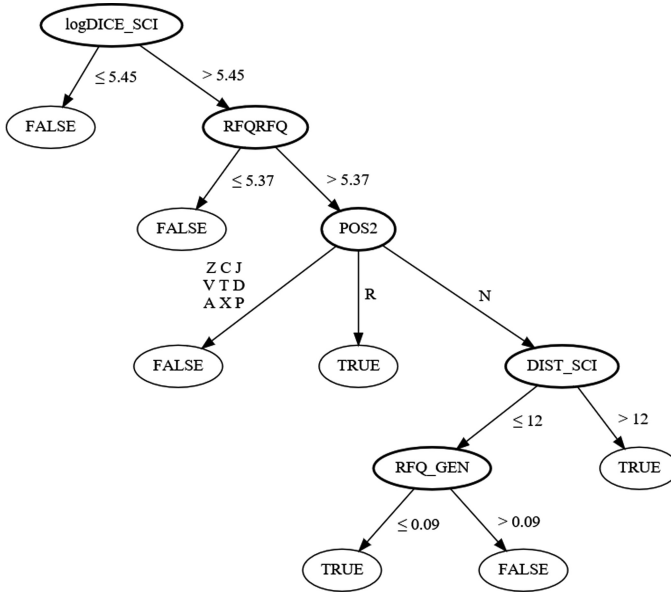 logDICE_SCI
≤ 5.45
> 5.45
FALSE
RFQRFQ
≤ 5.37
> 5.37
FALSE
POS2
Z C J
V T D
A X P
R
N
FALSE
TRUE
DIST_SCI
≤ 12
> 12
RFQ_GEN
TRUE
≤ 0.09
> 0.09
TRUE
FALSE